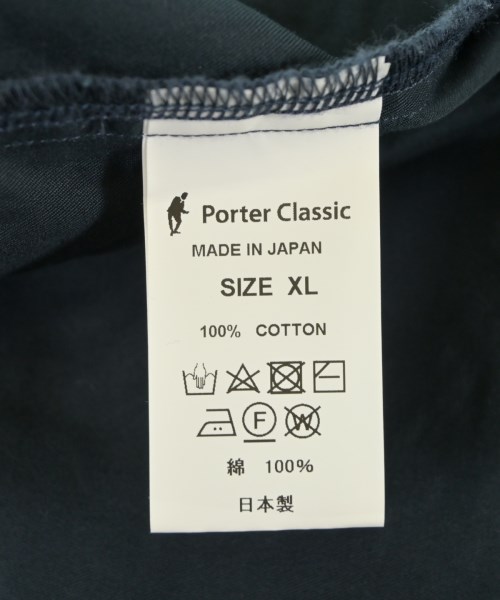 Porter Classic
MADE IN JAPAN
SIZE XL
100% COTTON
F W
綿 100%
日本製